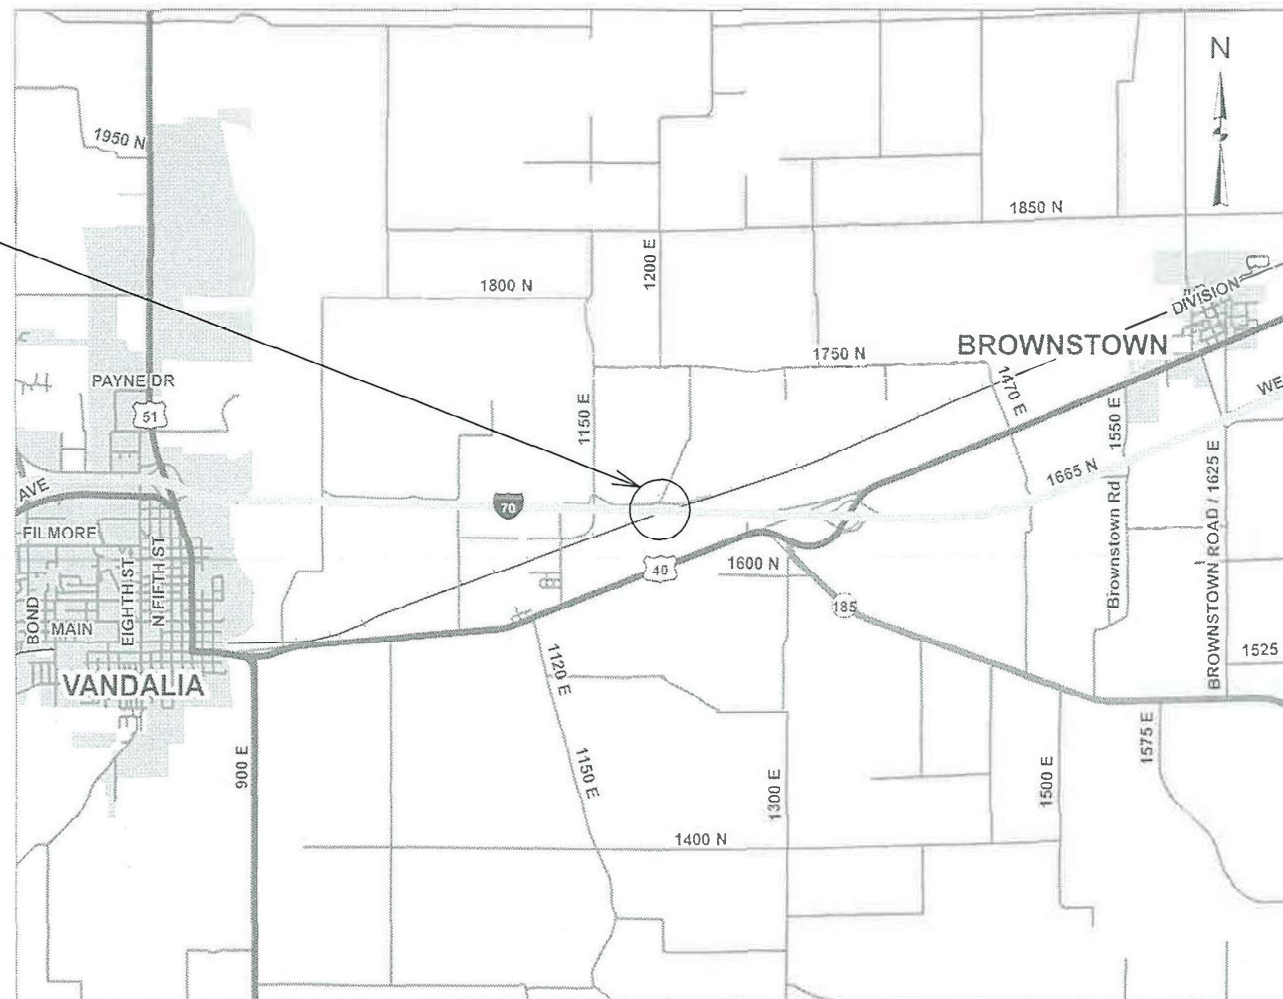 N
1950 N
1850 N
1200 E
1800 N
DIVISION
BROWNSTOWN
1750 N
PAYNE DR
51
1470 E
WE
1150 E
1550 E
1665 N
AVE
70
BROWNSTOWN ROAD / 1625 E
Brownstown Rd
FILMORE
EIGHTH ST
N FIFTH ST
40
1600 N
BOND
MAIN
185
1525
VANDALIA
1120 E
1575 E
900 E
1150 E
1300 E
1500 E
1400 N